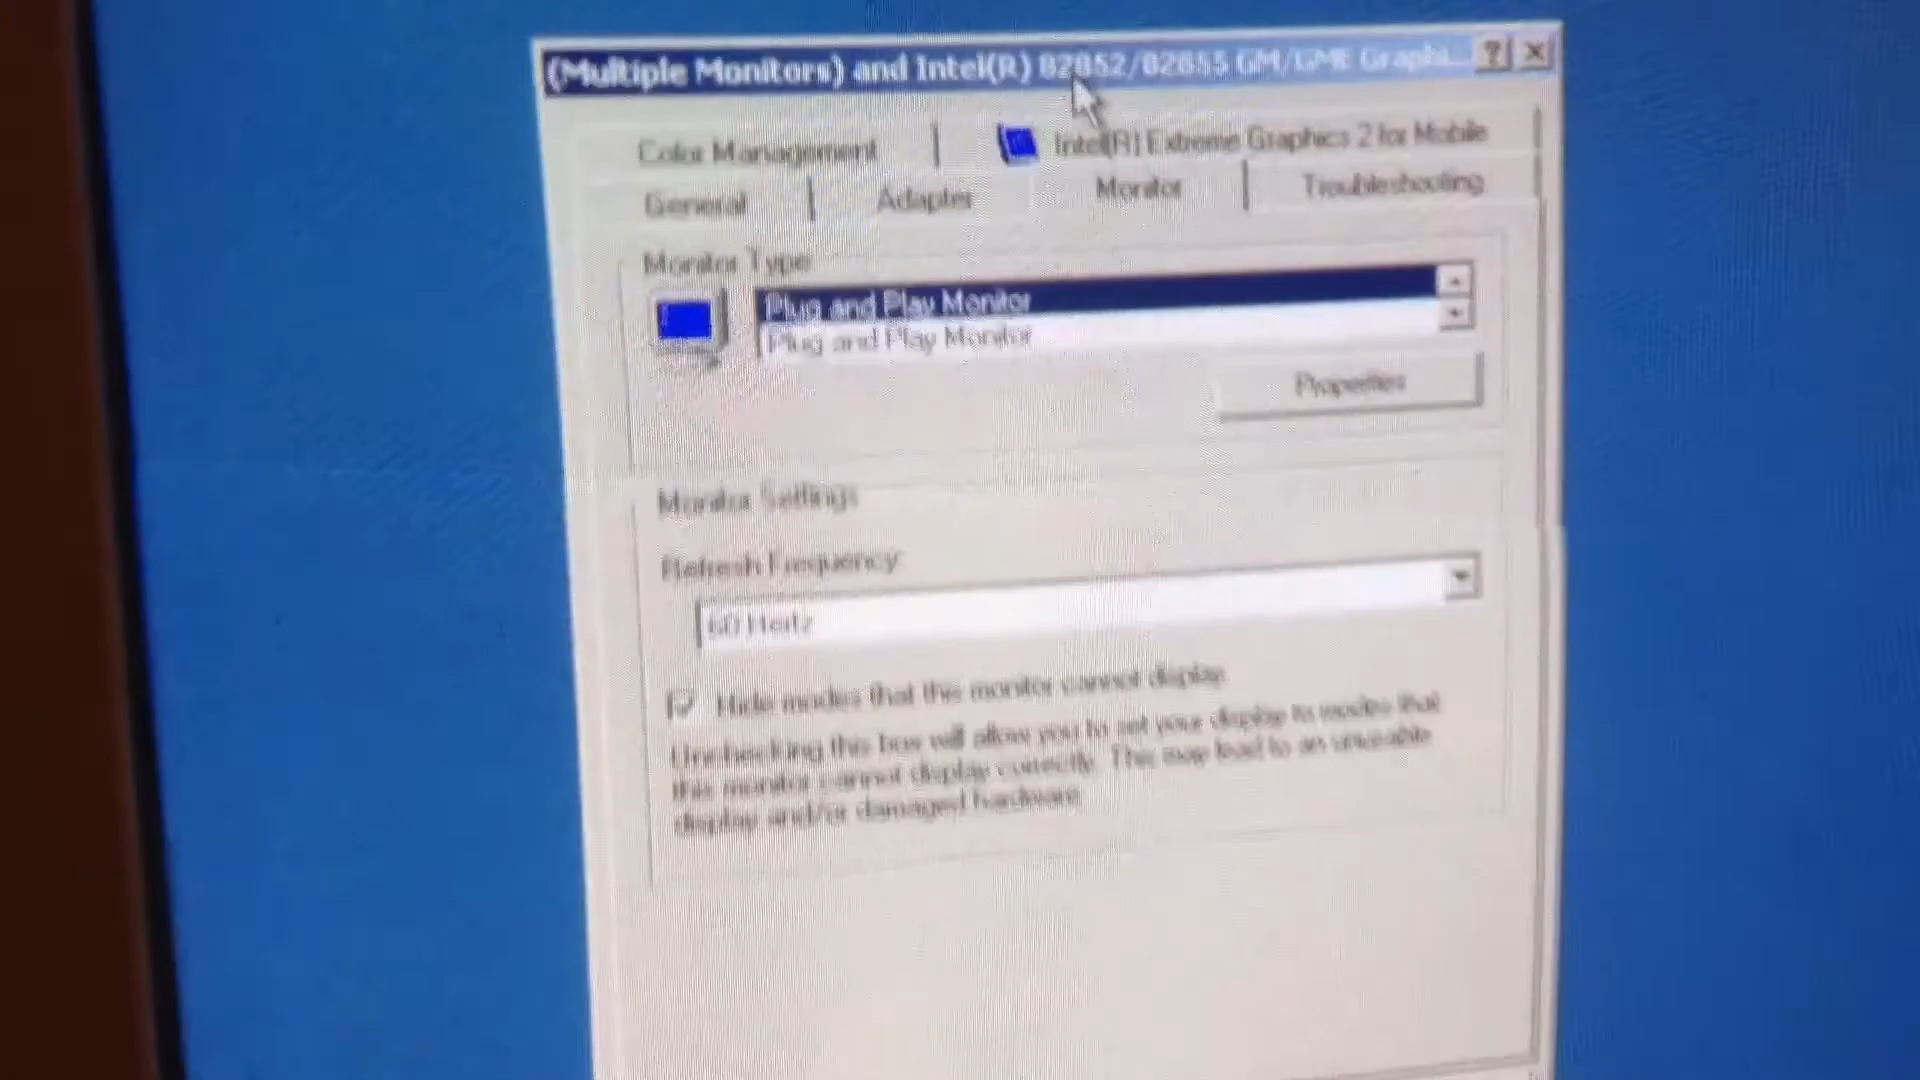 (Multiple Monitors) and Intel(R) 82852/82855 GM/GME Graphi...
Color Management
Intel(R) Extreme Graphics 2 for Mobile
General
Adapter
Monitor
Troubleshooting
Monitor Type
Plug and Play Monitor
Plug and Play Monitor
Properties
Monitor Settings
Refresh Frequency
60 Hertz
Hide modes that this monitor cannot display
Unchecking this box will allow you to set your display to modes that
this monitor cannot display correctly. This may lead to an unusable
display and/or damaged hardware.